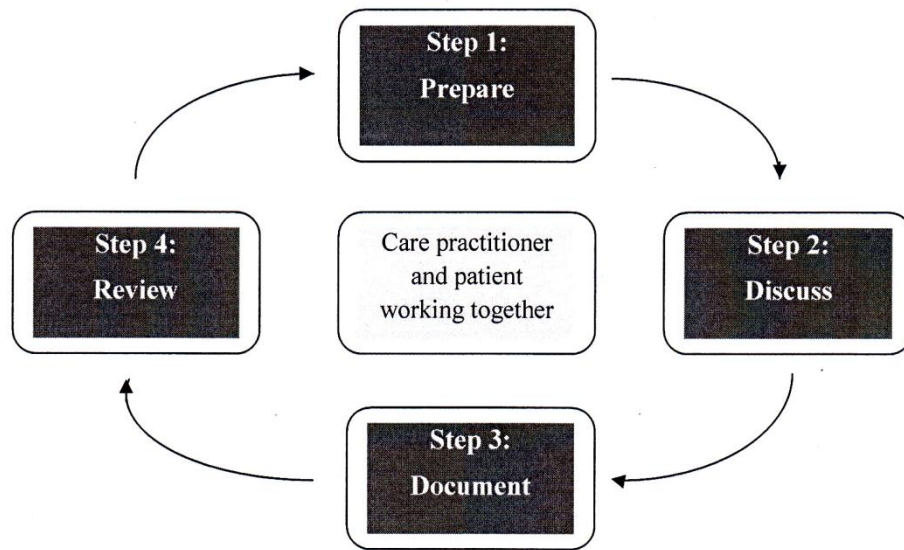 Step 1:
Prepare
Step 2:
Discuss
Step 3:
Document
Step 4:
Review
Care practitioner
and patient
working together